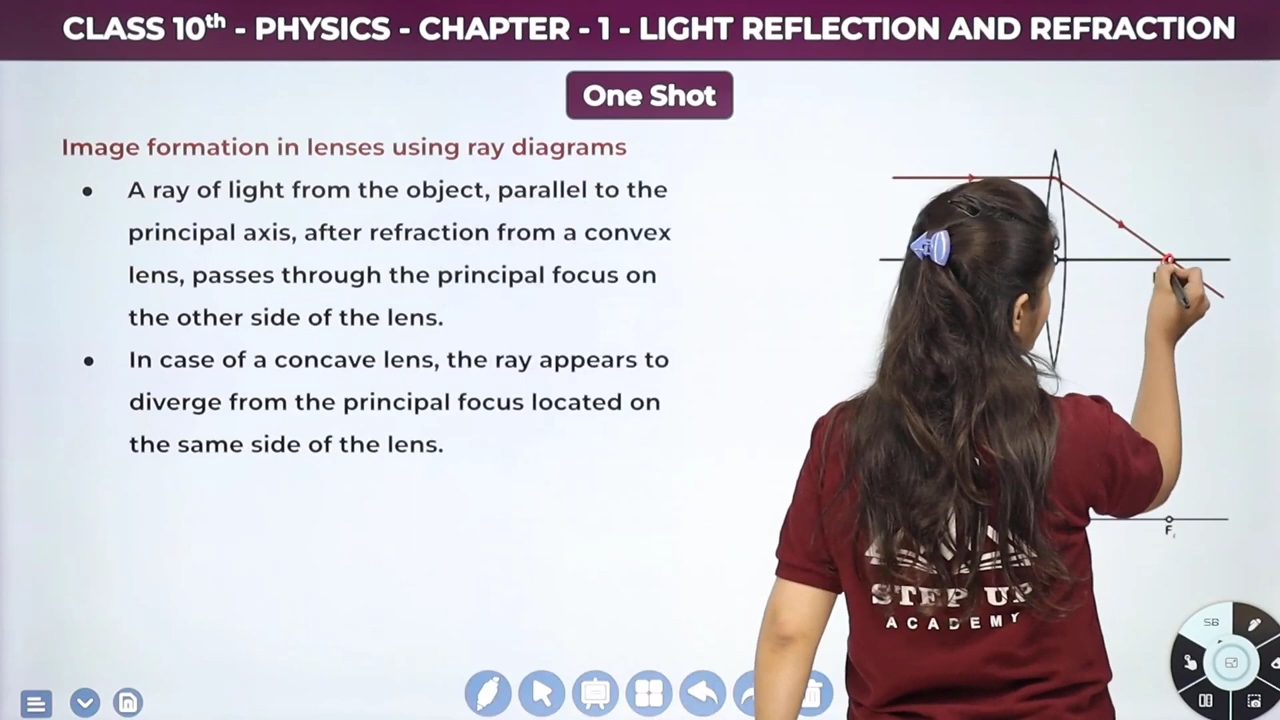 CLASS 10th - PHYSICS - CHAPTER - 1 - LIGHT REFLECTION AND REFRACTION
One Shot
Image formation in lenses using ray diagrams
• A ray of light from the object, parallel to the
principal axis, after refraction from a convex
lens, passes through the principal focus on
the other side of the lens.
• In case of a concave lens, the ray appears to
diverge from the principal focus located on
the same side of the lens.
F
STEP UP
ACADEMY